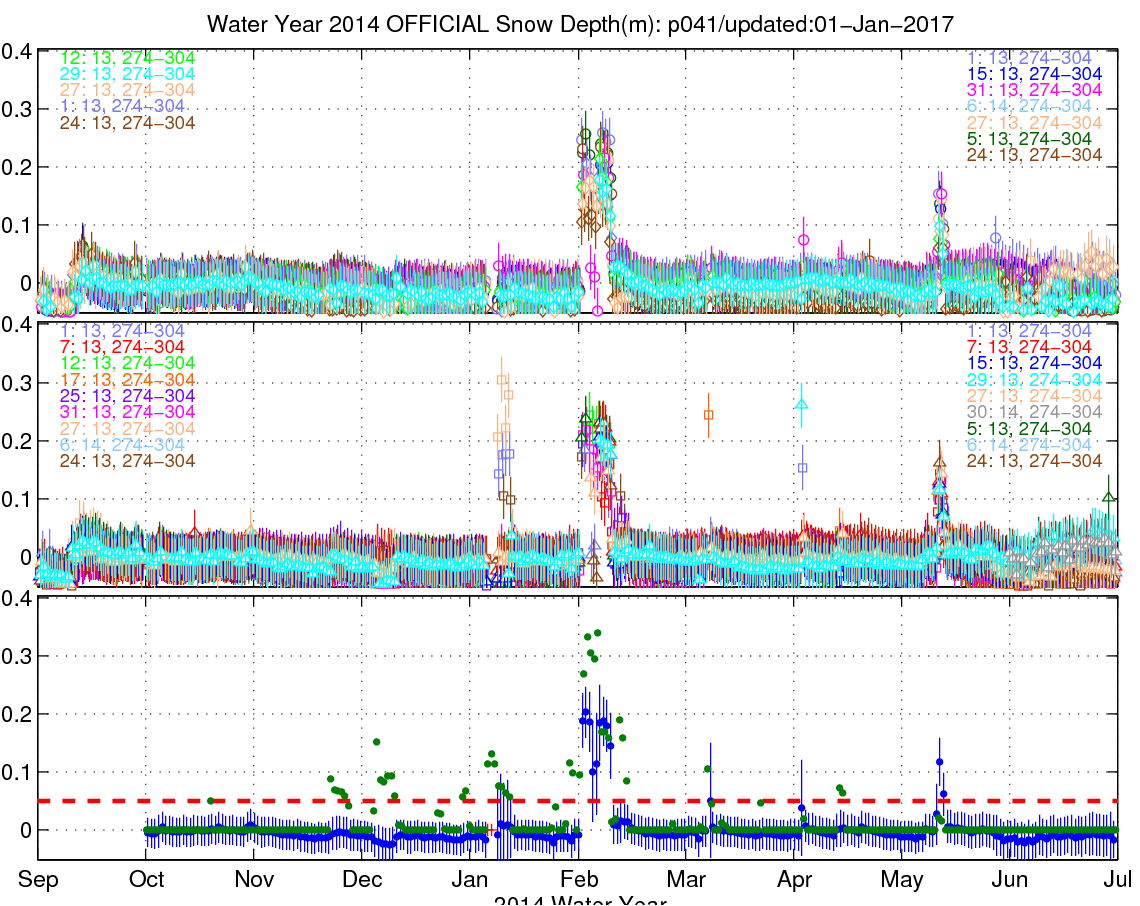 Water Year 2014 OFFICIAL Snow Depth(m): p041/updated:01−Jan−2017
0.4
0.3
0.2
0.1
0
12: 13, 274−304
29: 13, 274−304
27: 13, 274−304
1: 13, 274−304
24: 13, 274−304
1: 13, 274−304
15: 13, 274−304
31: 13, 274−304
6: 14, 274−304
27: 13, 274−304
5: 13, 274−304
24: 13, 274−304
0.4
0.3
0.2
0.1
0
1: 13, 274−304
7: 13, 274−304
12: 13, 274−304
17: 13, 274−304
25: 13, 274−304
31: 13, 274−304
27: 13, 274−304
6: 14, 274−304
24: 13, 274−304
1: 13, 274−304
7: 13, 274−304
15: 13, 274−304
29: 13, 274−304
27: 13, 274−304
30: 14, 274−304
5: 13, 274−304
6: 14, 274−304
24: 13, 274−304
0.4
0.3
0.2
0.1
0
Sep Oct Nov Dec Jan Feb Mar Apr May Jun Jul
2014 Water Year